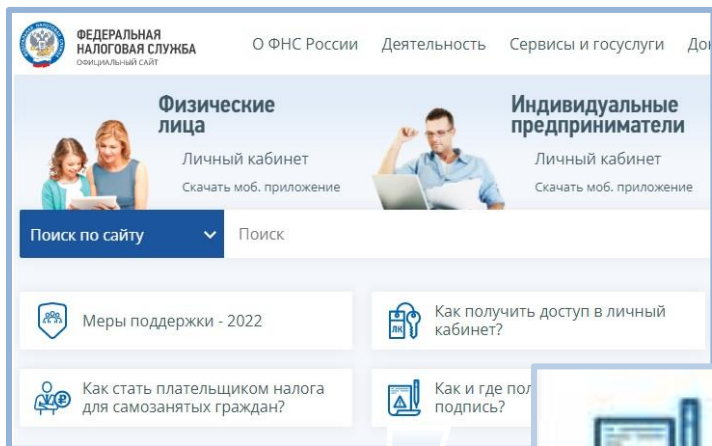 ФЕДЕРАЛЬНАЯ
НАЛОГОВАЯ СЛУЖБА
ОФИЦИАЛЬНЫЙ САЙТ
О ФНС России
Деятельность
Сервисы и госуслуги
Физические
лица
Личный кабинет
Скачать моб. приложение
Индивидуальные
предприниматели
Личный кабинет
Скачать моб. приложение
Поиск по сайту
Поиск
Меры поддержки - 2022
Как получить доступ в личный
кабинет?
ЛК
Как стать плательщиком налога
для самозанятых граждан?
Как и где
подпись?